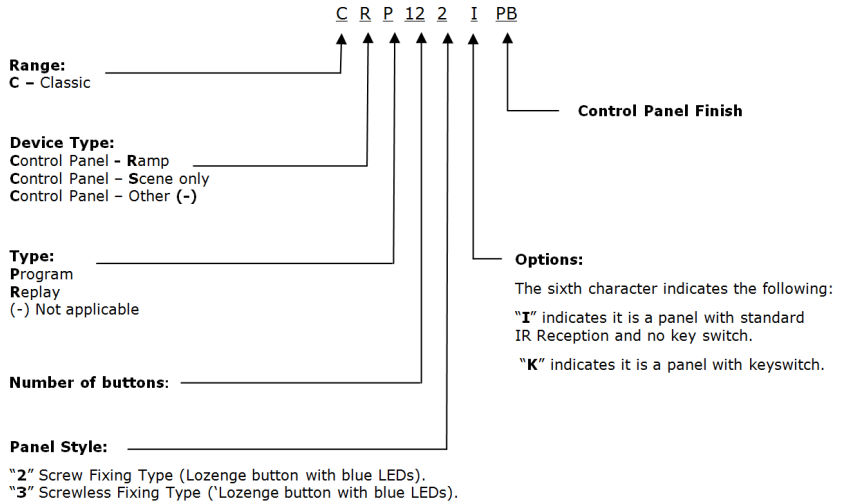 C R P 12 2 I PB
Range:
C – Classic
Control Panel Finish
Device Type:
Control Panel - Ramp
Control Panel – Scene only
Control Panel – Other (-)
Type:
Program
Replay
(-) Not applicable
Options:
The sixth character indicates the following:
“I” indicates it is a panel with standard
IR Reception and no key switch.
“K” indicates it is a panel with keyswitch.
Number of buttons:
Panel Style:
“2” Screw Fixing Type (Lozenge button with blue LEDs).
“3” Screwless Fixing Type (‘Lozenge button with blue LEDs).